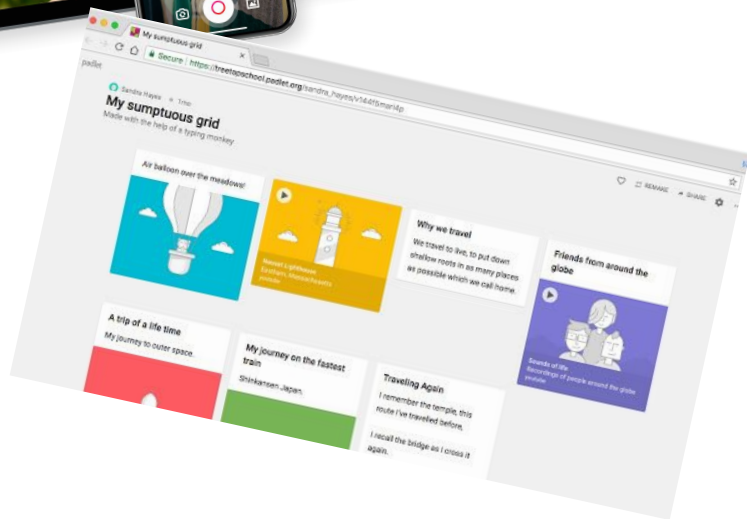 My sumptuous grid
Secure | https://treetopschool.padlet.org/sandra_hayes/v144f5mari4p
padlet
Sandra Hayes + 1mo
My sumptuous grid
Made with the help of a typing monkey
REMAKE SHARE
Air balloon over the meadows!
Nauset Lighthouse
Eastham, Massachusetts
youtube
Why we travel
We travel to live, to put down
shallow roots in as many places
as possible which we call home.
Friends from around the
globe
Sounds of life
Recordings of people around the globe
youtube
A trip of a life time
My journey to outer space.
My journey on the fastest
train
Shinkansen Japan.
Traveling Again
I remember the temple, this
route I've travelled before,
I recall the bridge as I cross it
again.